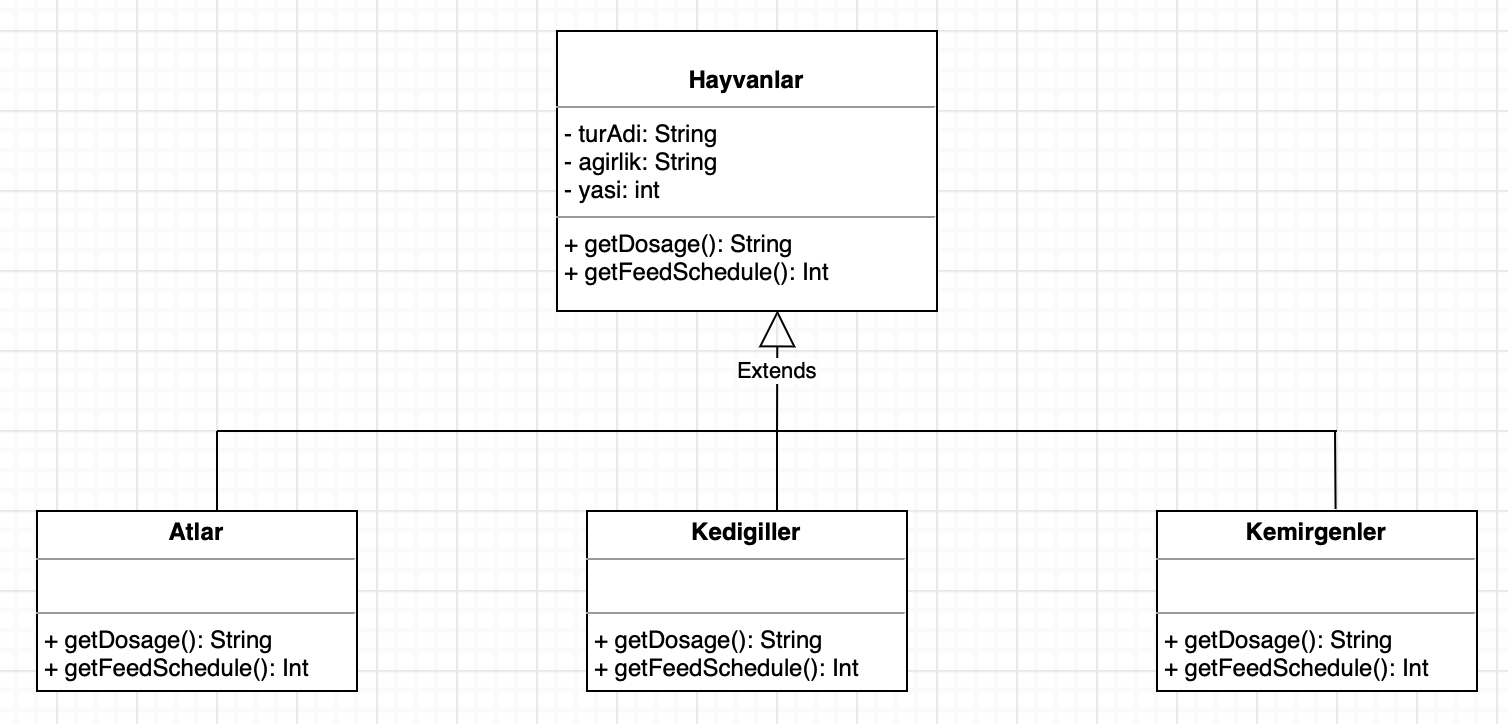 Hayvanlar
- turAdi: String
- agirlik: String
- yasi: int
+ getDosage(): String
+ getFeedSchedule(): Int
Extends
Atlar
+ getDosage(): String
+ getFeedSchedule(): Int
Kedigiller
+ getDosage(): String
+ getFeedSchedule(): Int
Kemirgenler
+ getDosage(): String
+ getFeedSchedule(): Int